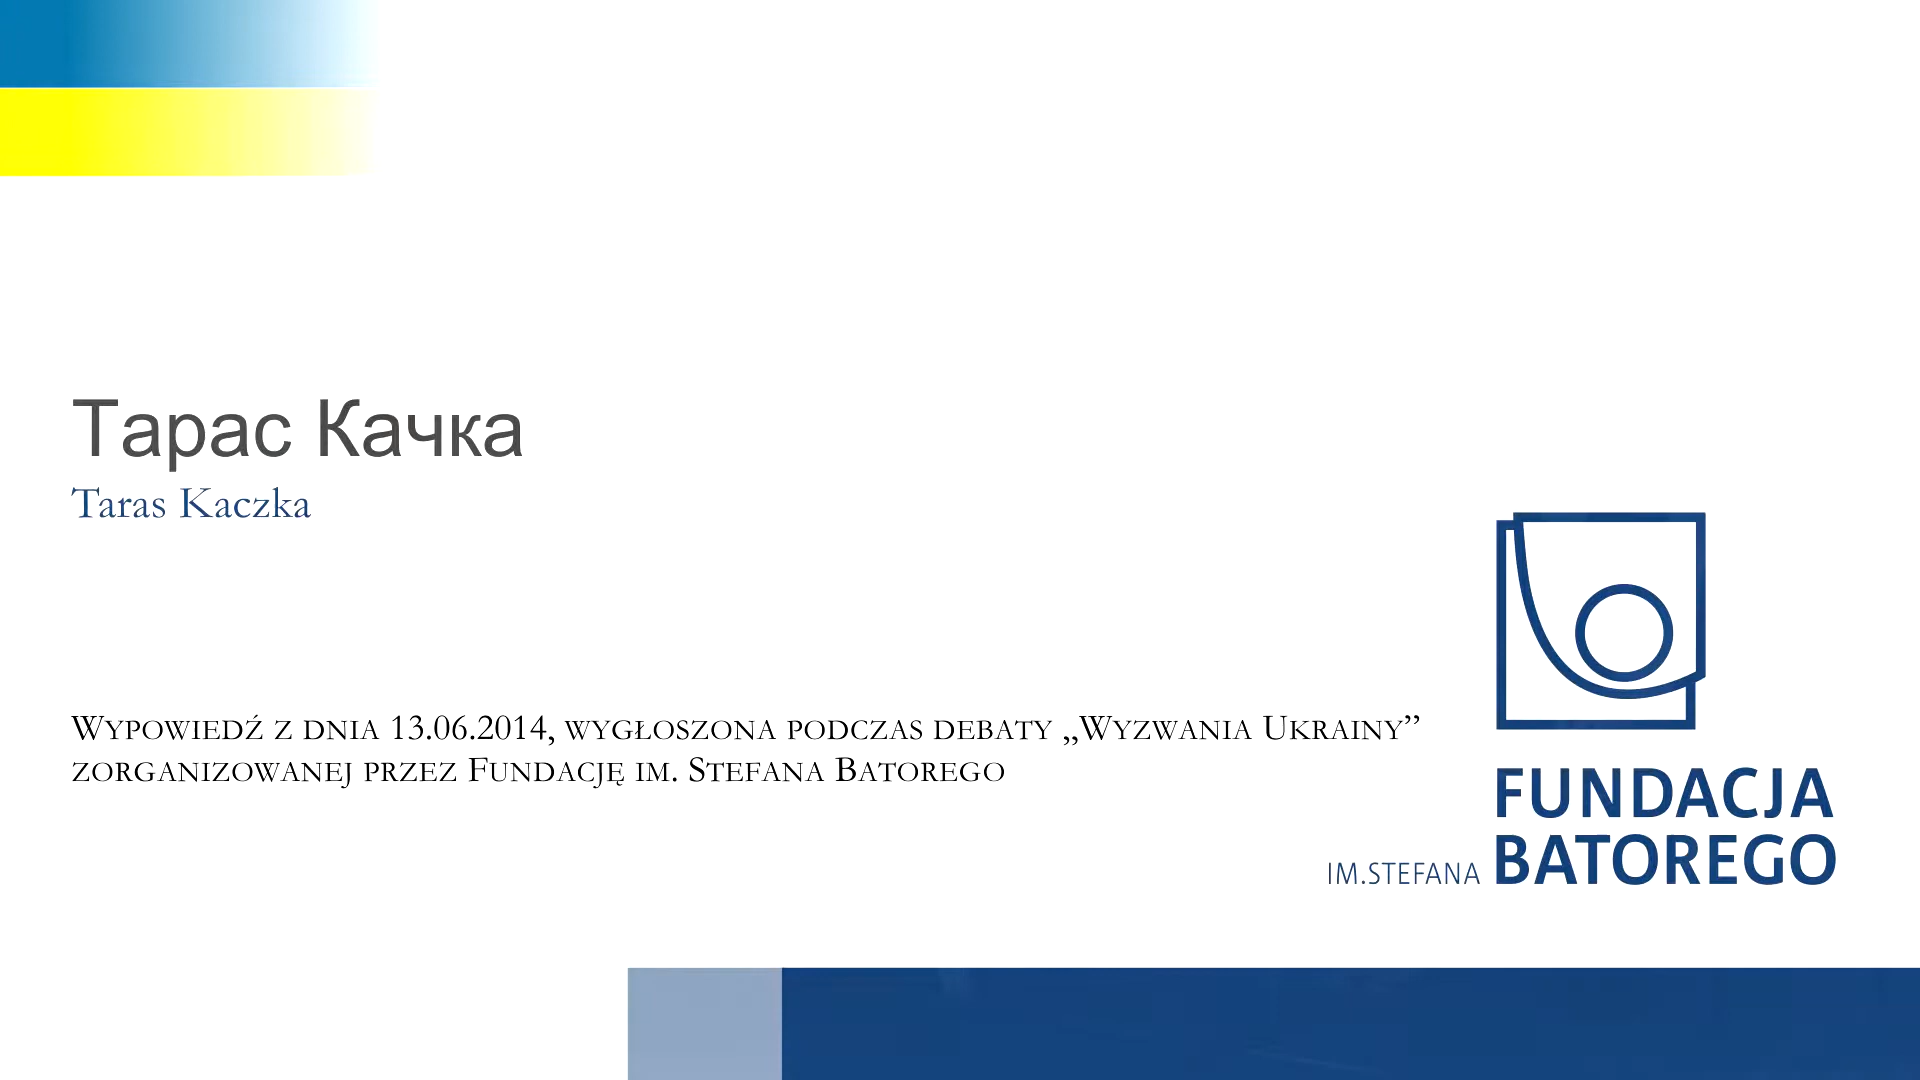 Тарас Качка
Taras Kaczka
Wypowiedź z dnia 13.06.2014, wygłoszona podczas debaty „Wyzwania Ukrainy”
zorganizowanej przez Fundację im. Stefana Batorego
FUNDACJA
IM.STEFANA BATOREGO